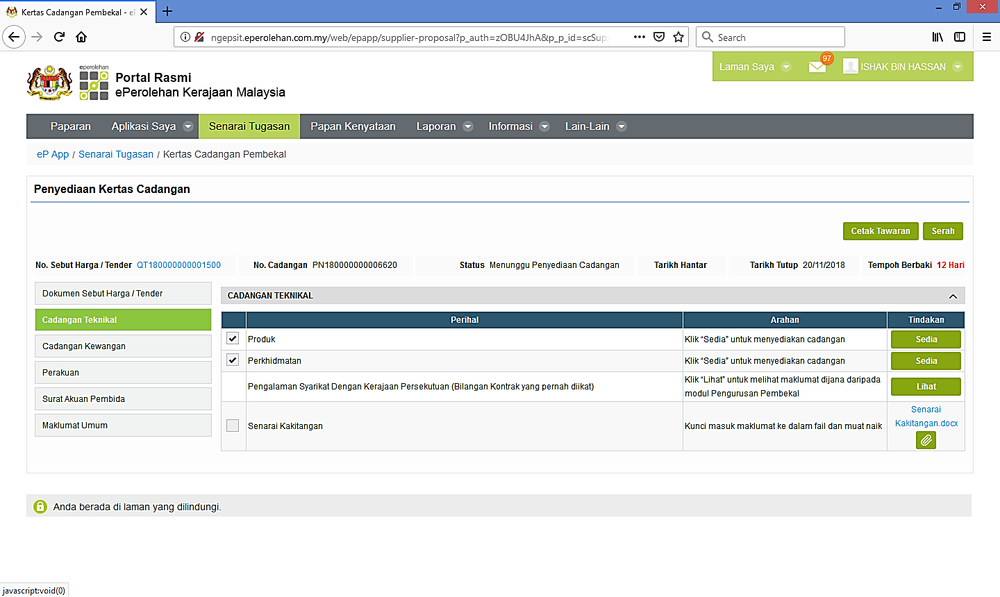 Kertas Cadangan Pembekal - eP
ngepsit.eperolehan.com.my/web/epapp/supplier-proposal?p_auth=zOBU4JhA&p_p_id=scSup
Search
Laman Saya 97 ISHAK BIN HASSAN
eperolehan
Portal Rasmi
ePerolehan Kerajaan Malaysia
Paparan Aplikasi Saya Senarai Tugasan Papan Kenyataan Laporan Informasi Lain-Lain
eP App / Senarai Tugasan / Kertas Cadangan Pembekal
Penyediaan Kertas Cadangan
Cetak Tawaran Serah
No. Sebut Harga / Tender QT180000000001500 No. Cadangan PN180000000006620 Status Menunggu Penyediaan Cadangan Tarikh Hantar Tarikh Tutup 20/11/2018 Tempoh Berbaki 12 Hari
Dokumen Sebut Harga / Tender
Cadangan Teknikal
Cadangan Kewangan
Perakuan
Surat Akuan Pembida
Maklumat Umum
CADANGAN TEKNIKAL
Perihal Arahan Tindakan
Produk Klik “Sedia” untuk menyediakan cadangan Sedia
Perkhidmatan Klik “Sedia” untuk menyediakan cadangan Sedia
Pengalaman Syarikat Dengan Kerajaan Persekutuan (Bilangan Kontrak yang pernah diikat) Klik “Lihat” untuk melihat maklumat dijana daripada
modul Pengurusan Pembekal Lihat
Senarai Kakitangan Kunci masuk maklumat ke dalam fail dan muat naik Senarai
Kakitangan.docx
Anda berada di laman yang dilindungi.
javascript:void(0)